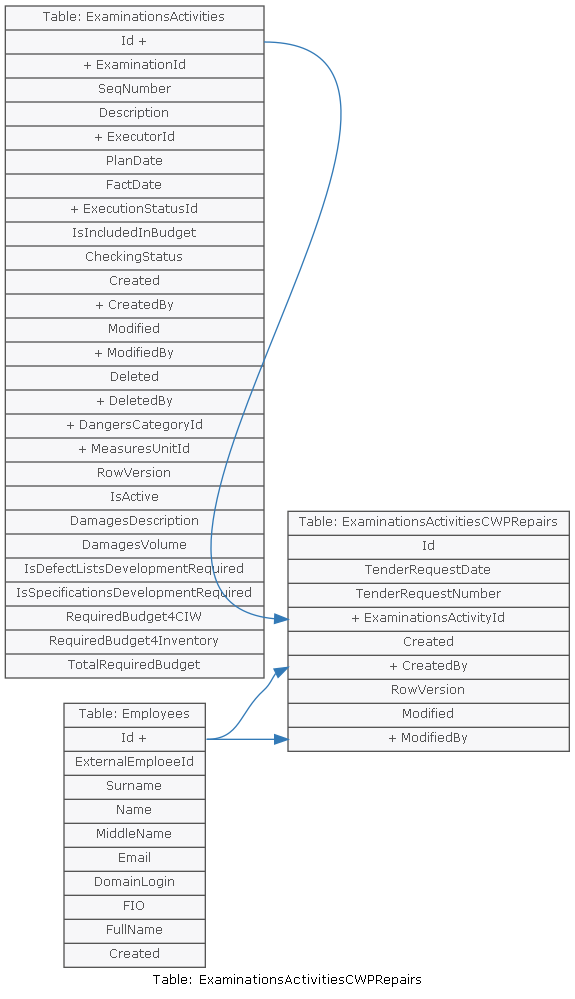 Table: ExaminationsActivities
Id +
+ ExaminationId
SeqNumber
Description
+ ExecutorId
PlanDate
FactDate
+ ExecutionStatusId
IsIncludedInBudget
CheckingStatus
Created
+ CreatedBy
Modified
+ ModifiedBy
Deleted
+ DeletedBy
+ DangersCategoryId
+ MeasuresUnitId
RowVersion
IsActive
DamagesDescription
DamagesVolume
IsDefectListsDevelopmentRequired
IsSpecificationsDevelopmentRequired
RequiredBudget4CIW
RequiredBudget4Inventory
TotalRequiredBudget
Table: ExaminationsActivitiesCWPRepairs
Id
TenderRequestDate
TenderRequestNumber
+ ExaminationsActivityId
Created
+ CreatedBy
RowVersion
Modified
+ ModifiedBy
Table: Employees
Id +
ExternalEmploeeId
Surname
Name
MiddleName
Email
DomainLogin
FIO
FullName
Created
Table: ExaminationsActivitiesCWPRepairs